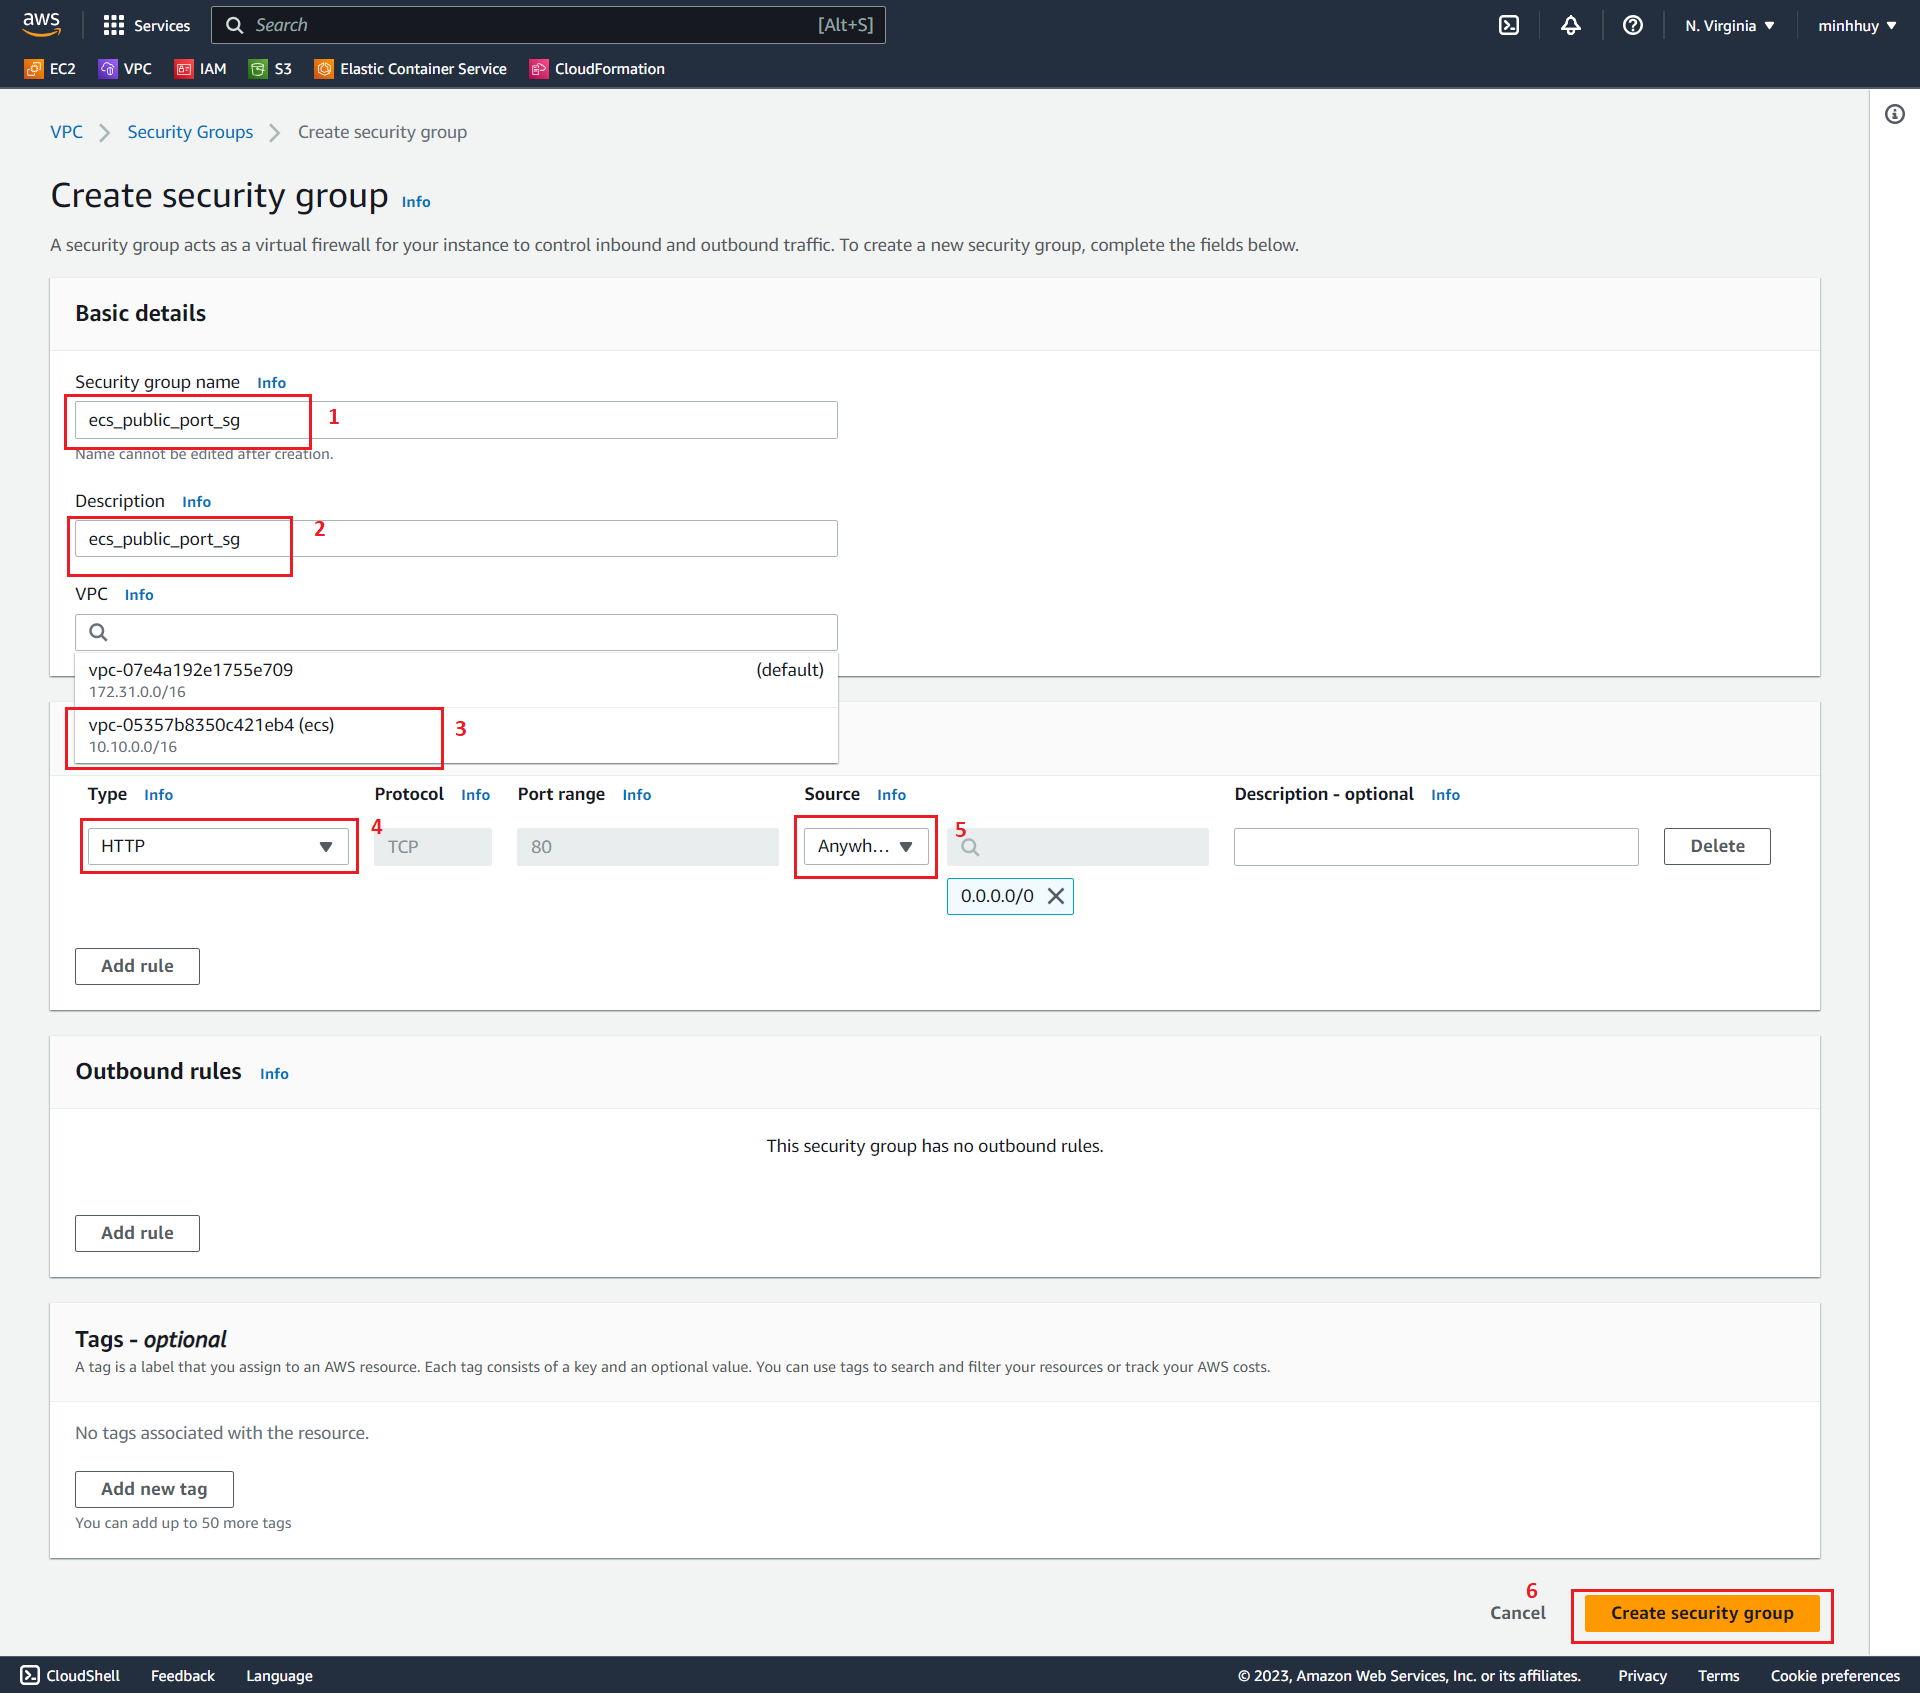 aws Services Search [Alt+S] N. Virginia minhhuy
EC2 VPC IAM S3 Elastic Container Service CloudFormation
VPC Security Groups Create security group
Create security group Info
A security group acts as a virtual firewall for your instance to control inbound and outbound traffic. To create a new security group, complete the fields below.
Basic details
Security group name Info
ecs_public_port_sg 1
Name cannot be edited after creation.
Description Info
ecs_public_port_sg 2
VPC Info
vpc-07e4a192e1755e709 (default)
172.31.0.0/16
vpc-05357b8350c421eb4 (ecs) 3
10.10.0.0/16
Type Info Protocol Info Port range Info Source Info Description - optional Info
HTTP 4 TCP 80 Anywh... 5 Delete
0.0.0.0/0
Add rule
Outbound rules Info
This security group has no outbound rules.
Add rule
Tags - optional
A tag is a label that you assign to an AWS resource. Each tag consists of a key and an optional value. You can use tags to search and filter your resources or track your AWS costs.
No tags associated with the resource.
Add new tag
You can add up to 50 more tags
6
Cancel Create security group
CloudShell Feedback Language © 2023, Amazon Web Services, Inc. or its affiliates. Privacy Terms Cookie preferences